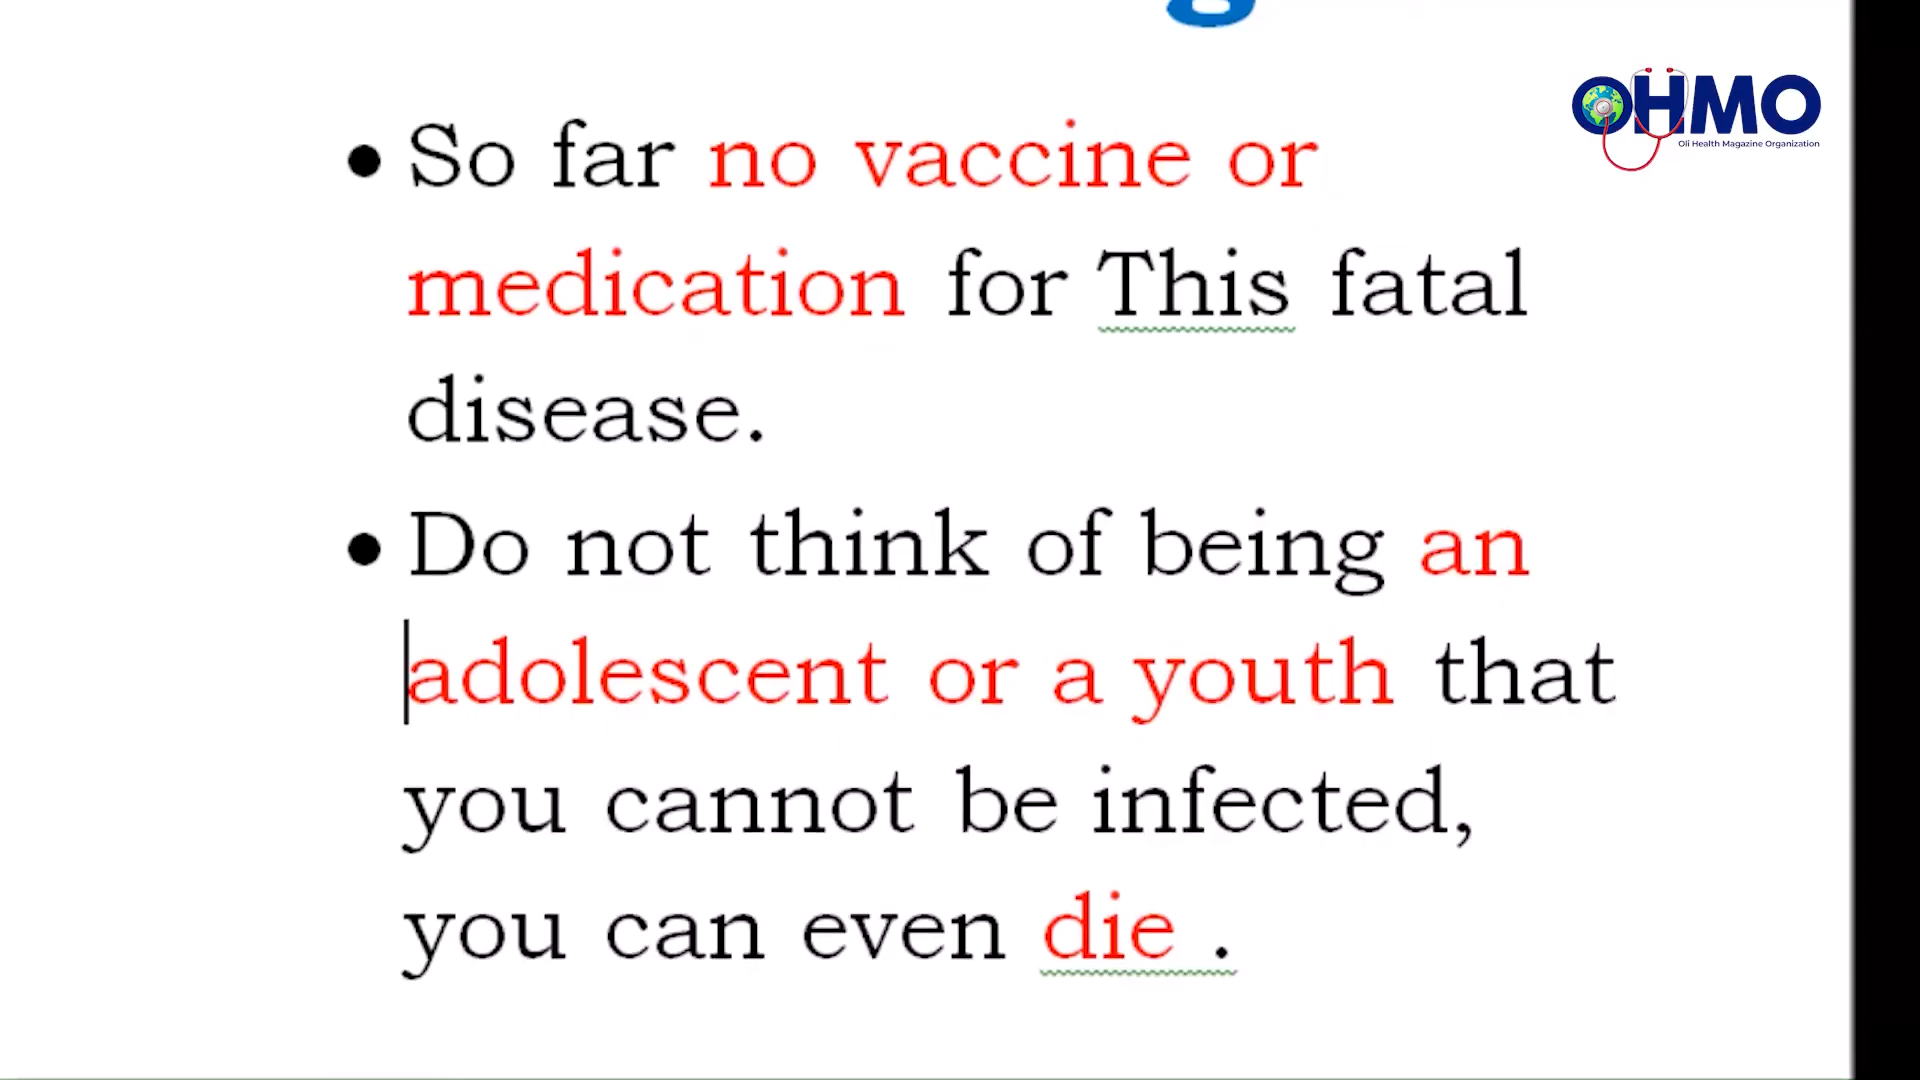 OHMO
Oli Health Magazine Organization
• So far no vaccine or
medication for This fatal
disease.
• Do not think of being an
adolescent or a youth that
you cannot be infected,
you can even die .